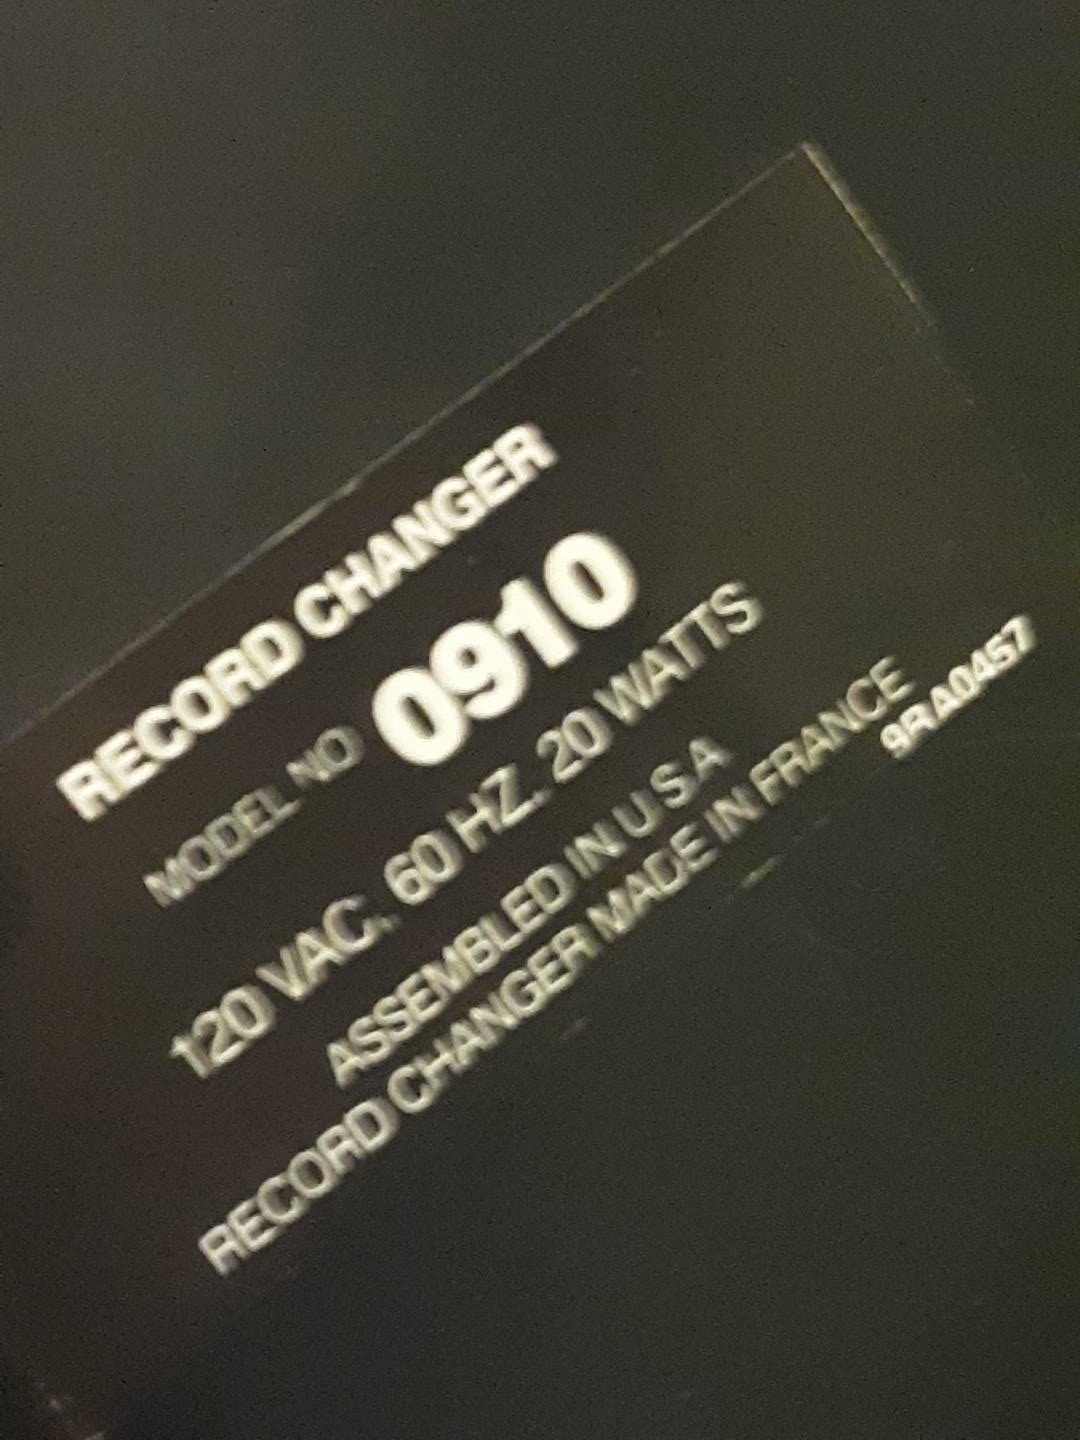 RECORD CHANGER
MODEL NO 0910
120 VAC. 60 HZ. 20 WATTS
ASSEMBLED IN U S A
RECORD CHANGER MADE IN FRANCE
9RA0457